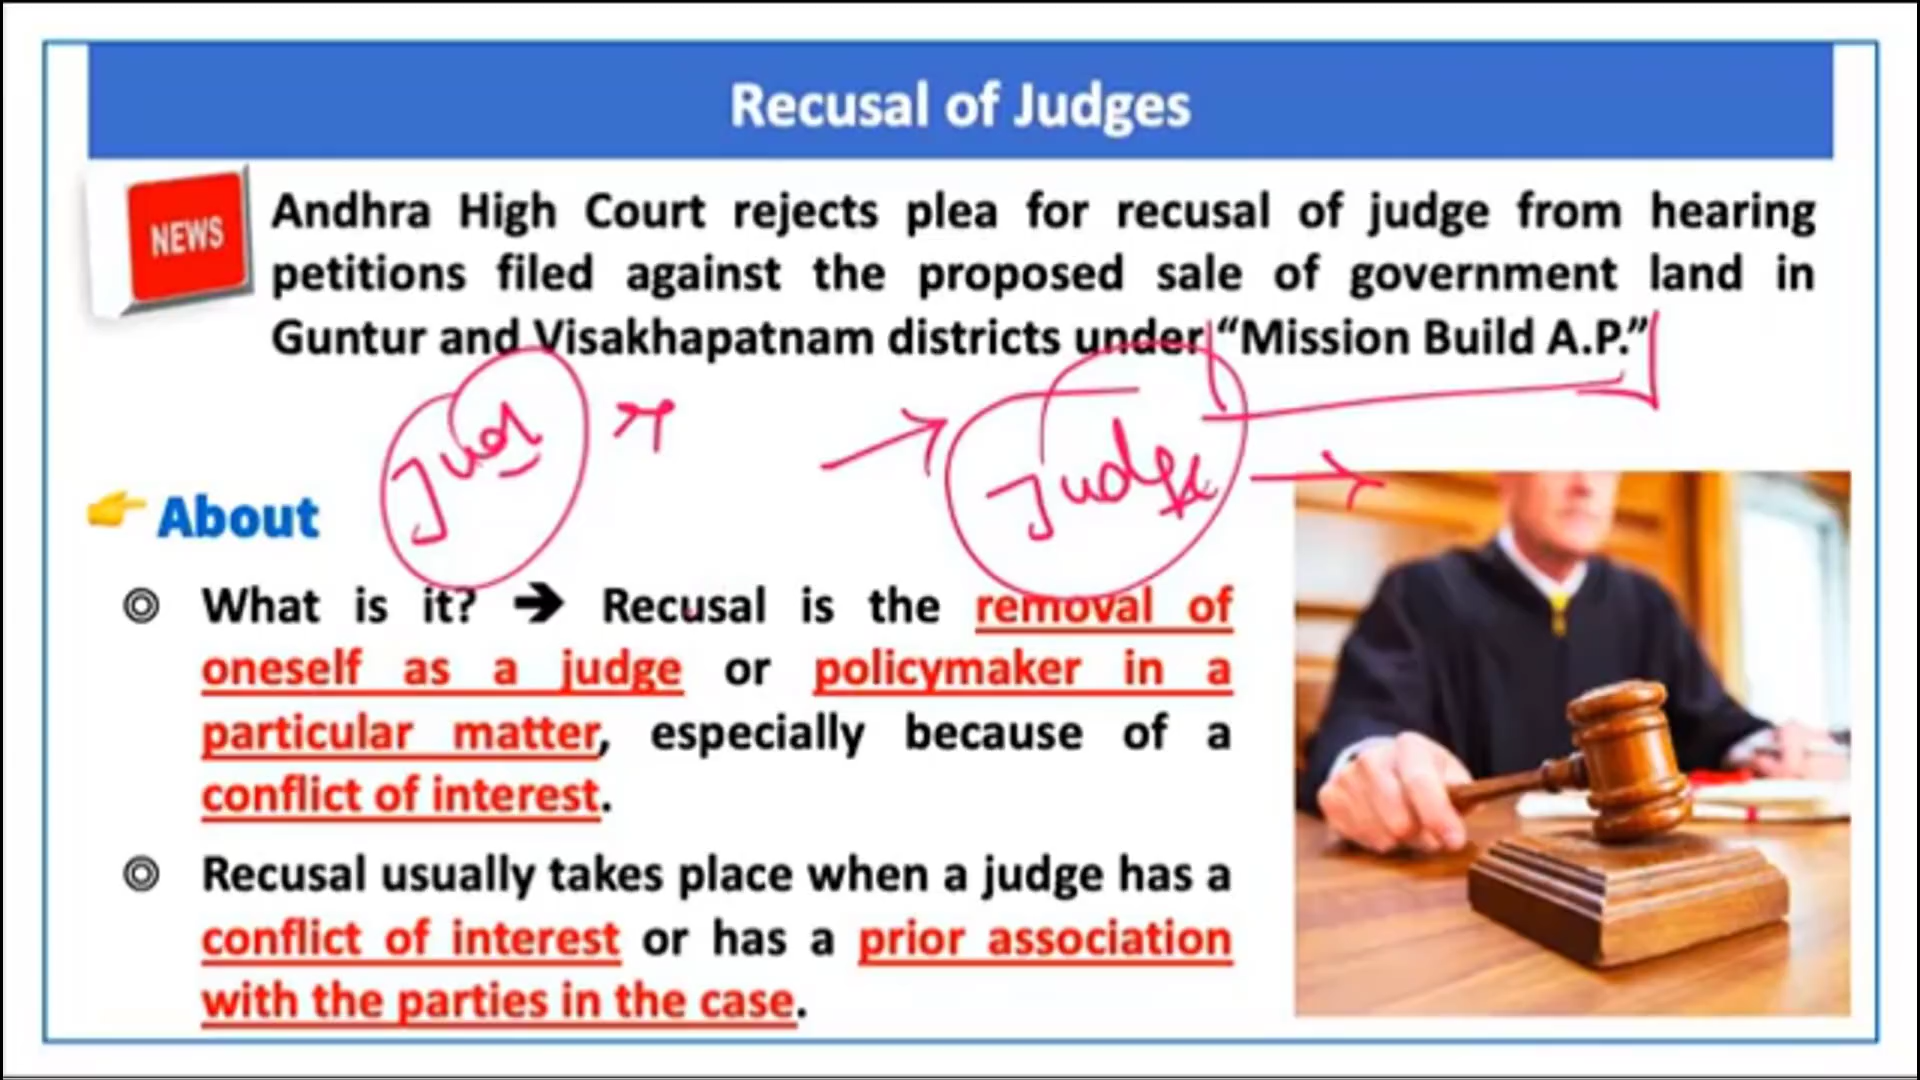 Recusal of Judges
NEWS
Andhra High Court rejects plea for recusal of judge from hearing
petitions filed against the proposed sale of government land in
Guntur and Visakhapatnam districts under “Mission Build A.P.”
judge
About
◎ What is it? ➔ Recusal is the removal of
oneself as a judge or policymaker in a
particular matter, especially because of a
conflict of interest.
◎ Recusal usually takes place when a judge has a
conflict of interest or has a prior association
with the parties in the case.